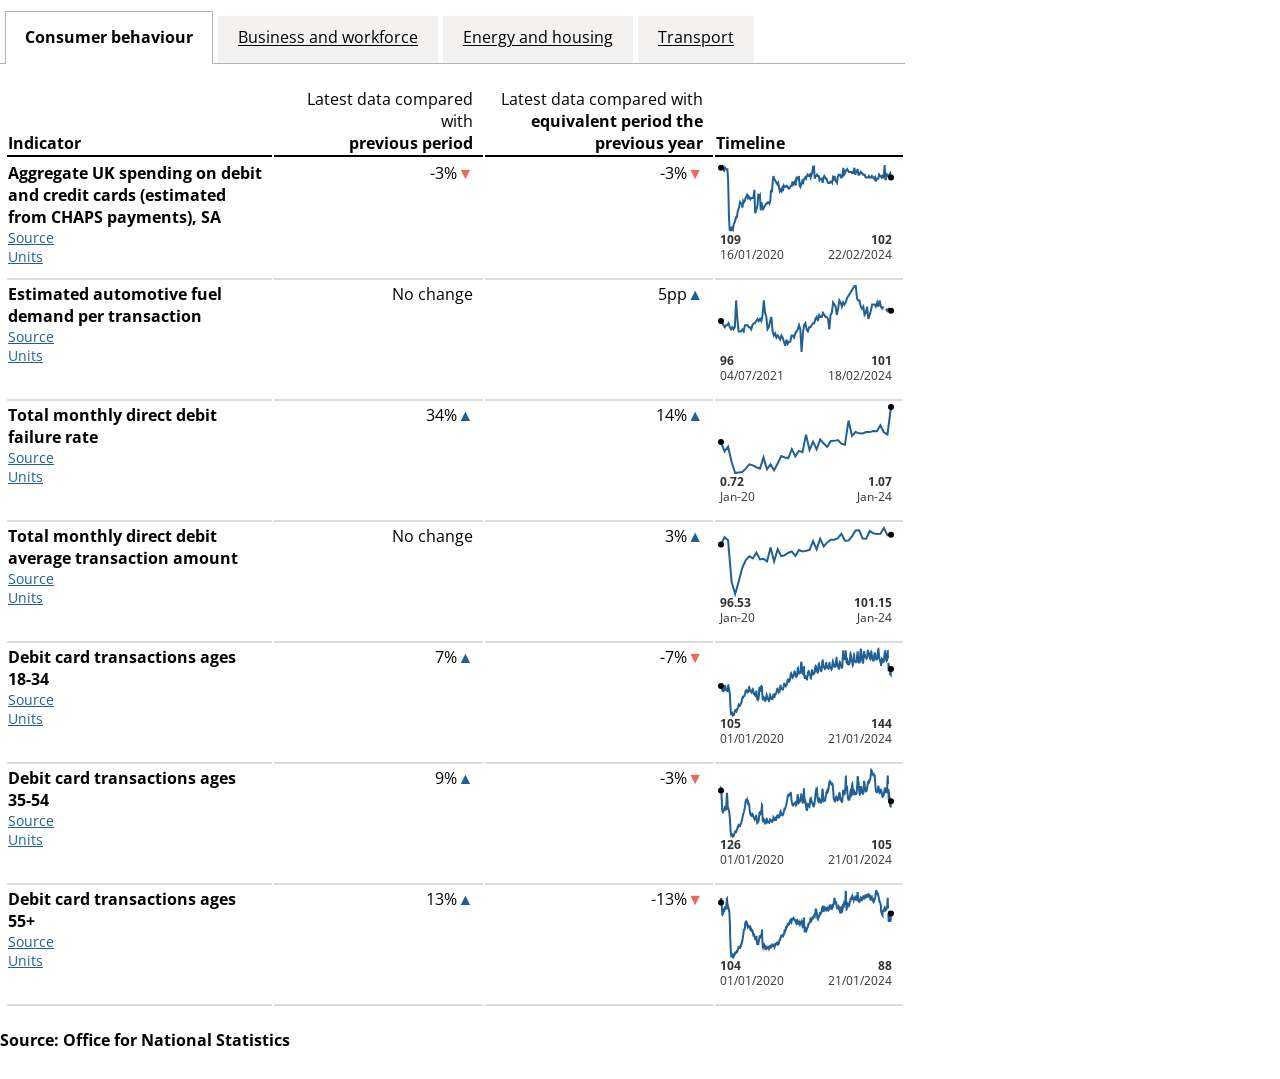 Consumer behaviour
Business and workforce
Energy and housing
Transport
Indicator
Latest data compared
with
previous period
Latest data compared with
equivalent period the
previous year
Timeline
Aggregate UK spending on debit
and credit cards (estimated
from CHAPS payments), SA
Source
Units
-3%▼
-3%▼
109
102
16/01/2020
22/02/2024
Estimated automotive fuel
demand per transaction
Source
Units
No change
5pp▲
96
101
04/07/2021
18/02/2024
Total monthly direct debit
failure rate
Source
Units
34%▲
14%▲
0.72
1.07
Jan-20
Jan-24
Total monthly direct debit
average transaction amount
Source
Units
No change
3%▲
96.53
101.15
Jan-20
Jan-24
Debit card transactions ages
18-34
Source
Units
7%▲
-7%▼
105
144
01/01/2020
21/01/2024
Debit card transactions ages
35-54
Source
Units
9%▲
-3%▼
126
105
01/01/2020
21/01/2024
Debit card transactions ages
55+
Source
Units
13%▲
-13%▼
104
88
01/01/2020
21/01/2024
Source: Office for National Statistics